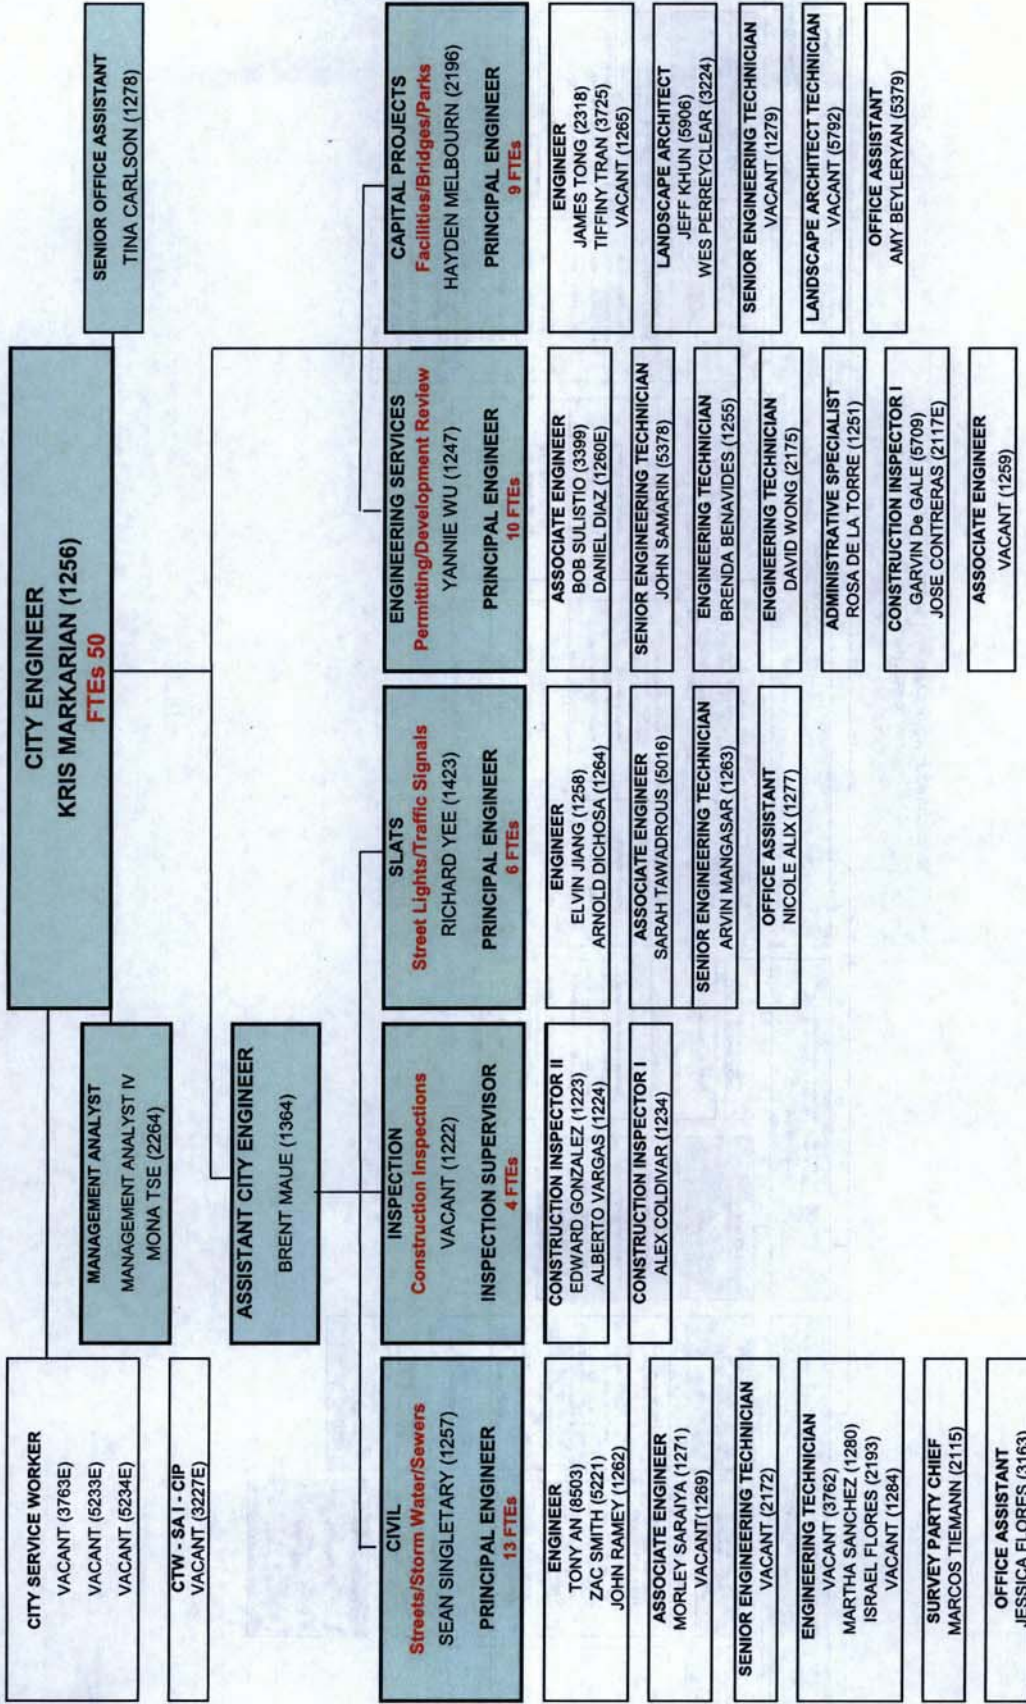 CITY ENGINEER
KRIS MARKARIAN (1256)
FTEs 50
CITY SERVICE WORKER
VACANT (3763E)
VACANT (5233E)
VACANT (5234E)
CTW - SA I - CIP
VACANT (3227E)
MANAGEMENT ANALYST
MANAGEMENT ANALYST IV
MONA TSE (2264)
SENIOR OFFICE ASSISTANT
TINA CARLSON (1278)
ASSISTANT CITY ENGINEER
BRENT MAUE (1364)
CIVIL
Streets/Storm Water/Sewers
SEAN SINGLETARY (1257)
PRINCIPAL ENGINEER
13 FTEs
ENGINEER
TONY AN (8503)
ZAC SMITH (5221)
JOHN RAMEY (1262)
ASSOCIATE ENGINEER
MORLEY SARAIYA (1271)
VACANT(1269)
SENIOR ENGINEERING TECHNICIAN
VACANT (2172)
ENGINEERING TECHNICIAN
VACANT (3762)
MARTHA SANCHEZ (1280)
ISRAEL FLORES (2193)
VACANT (1284)
SURVEY PARTY CHIEF
MARCOS TIEMANN (2115)
OFFICE ASSISTANT
JESSICA FLORES (3163)
INSPECTION
Construction Inspections
VACANT (1222)
INSPECTION SUPERVISOR
4 FTEs
CONSTRUCTION INSPECTOR II
EDWARD GONZALEZ (1223)
ALBERTO VARGAS (1224)
CONSTRUCTION INSPECTOR I
ALEX COLDIVAR (1234)
SLATS
Street Lights/Traffic Signals
RICHARD YEE (1423)
PRINCIPAL ENGINEER
6 FTEs
ENGINEER
ELVIN JIANG (1258)
ARNOLD DICHOSA (1264)
ASSOCIATE ENGINEER
SARAH TAWADROUS (5016)
SENIOR ENGINEERING TECHNICIAN
ARVIN MANGASAR (1263)
OFFICE ASSISTANT
NICOLE ALIX (1277)
ENGINEERING SERVICES
Permitting/Development Review
YANNIE WU (1247)
PRINCIPAL ENGINEER
10 FTEs
ASSOCIATE ENGINEER
BOB SULISTIO (3399)
DANIEL DIAZ (1260E)
SENIOR ENGINEERING TECHNICIAN
JOHN SAMARIN (5378)
ENGINEERING TECHNICIAN
BRENDA BENAVIDES (1255)
ENGINEERING TECHNICIAN
DAVID WONG (2175)
ADMINISTRATIVE SPECIALIST
ROSA DE LA TORRE (1251)
CONSTRUCTION INSPECTOR I
GARVIN De GALE (5709)
JOSE CONTRERAS (2117E)
ASSOCIATE ENGINEER
VACANT (1259)
CAPITAL PROJECTS
Facilities/Bridges/Parks
HAYDEN MELBOURN (2196)
PRINCIPAL ENGINEER
9 FTEs
ENGINEER
JAMES TONG (2318)
TIFFINY TRAN (3725)
VACANT (1265)
LANDSCAPE ARCHITECT
JEFF KHUN (5906)
WES PERREYCLEAR (3224)
SENIOR ENGINEERING TECHNICIAN
VACANT (1279)
LANDSCAPE ARCHITECT TECHNICIAN
VACANT (5792)
OFFICE ASSISTANT
AMY BEYLERYAN (5379)